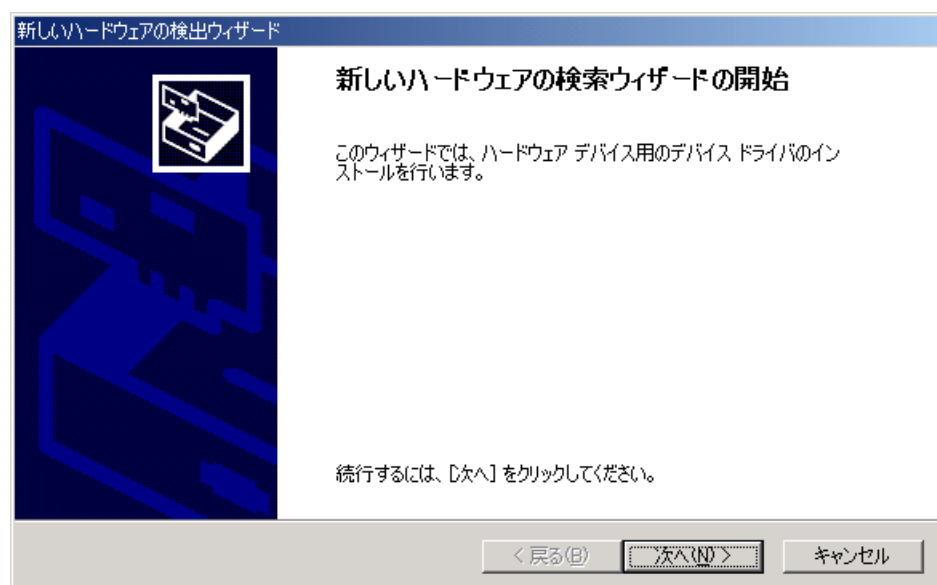 新しいハードウェアの検出ウィザード
新しいハードウェアの検索ウィザードの開始
このウィザードでは、ハードウェア デバイス用のデバイス ドライバのイン
ストールを行います。
続行するには、[次へ] をクリックしてください。
< 戻る(B) 次へ(N) > キャンセル